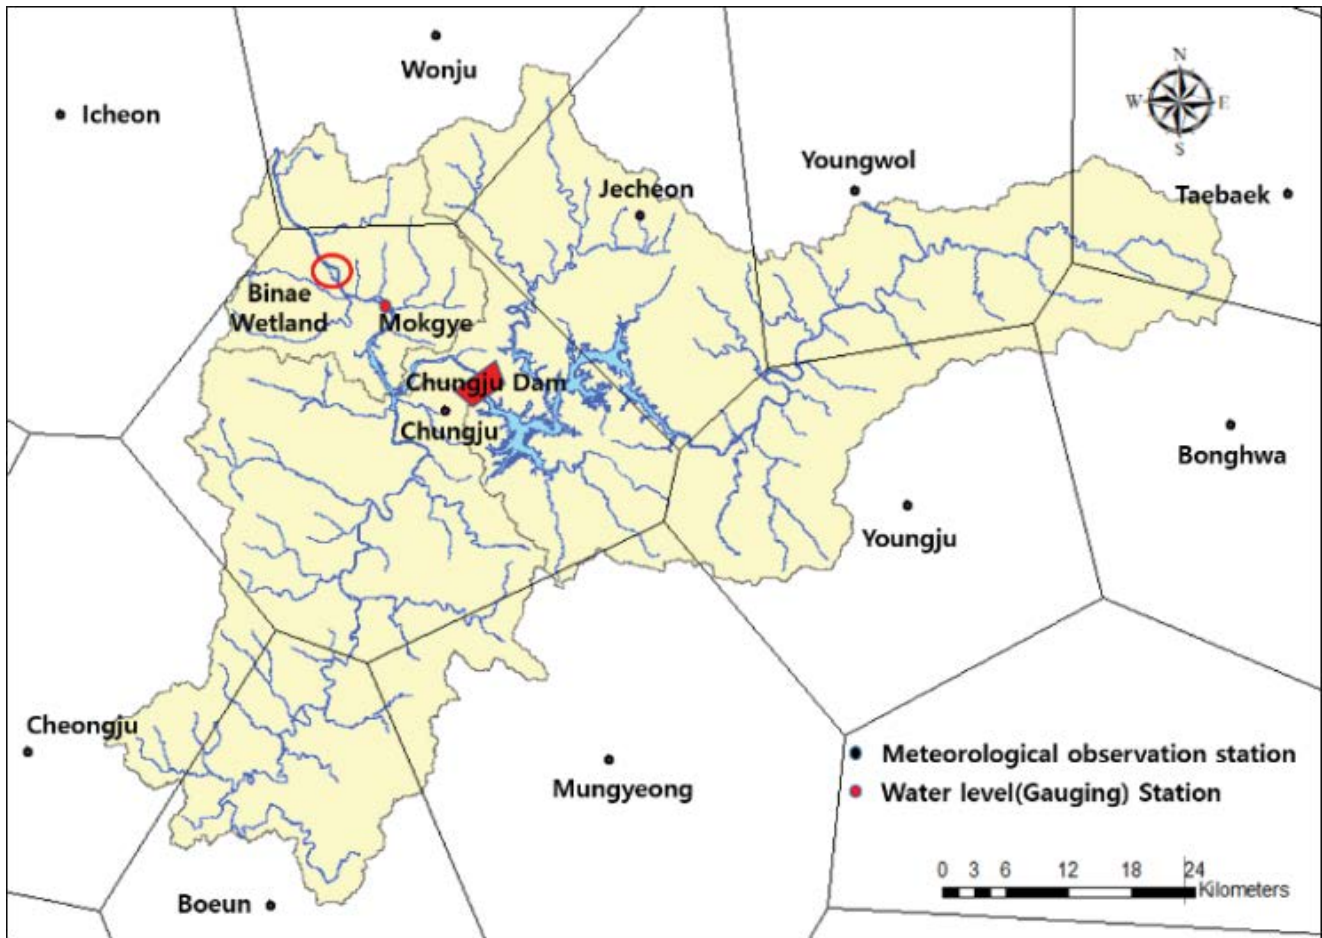 Wonju
Icheon
N
W E
S
Youngwol
Jecheon
Taebaek
Binae
Wetland
Mokgye
Chungju Dam
Chungju
Bonghwa
Youngju
Cheongju
Mungyeong
Boeun
Meteorological observation station
Water level(Gauging) Station
0 3 6 12 18 24
Kilometers